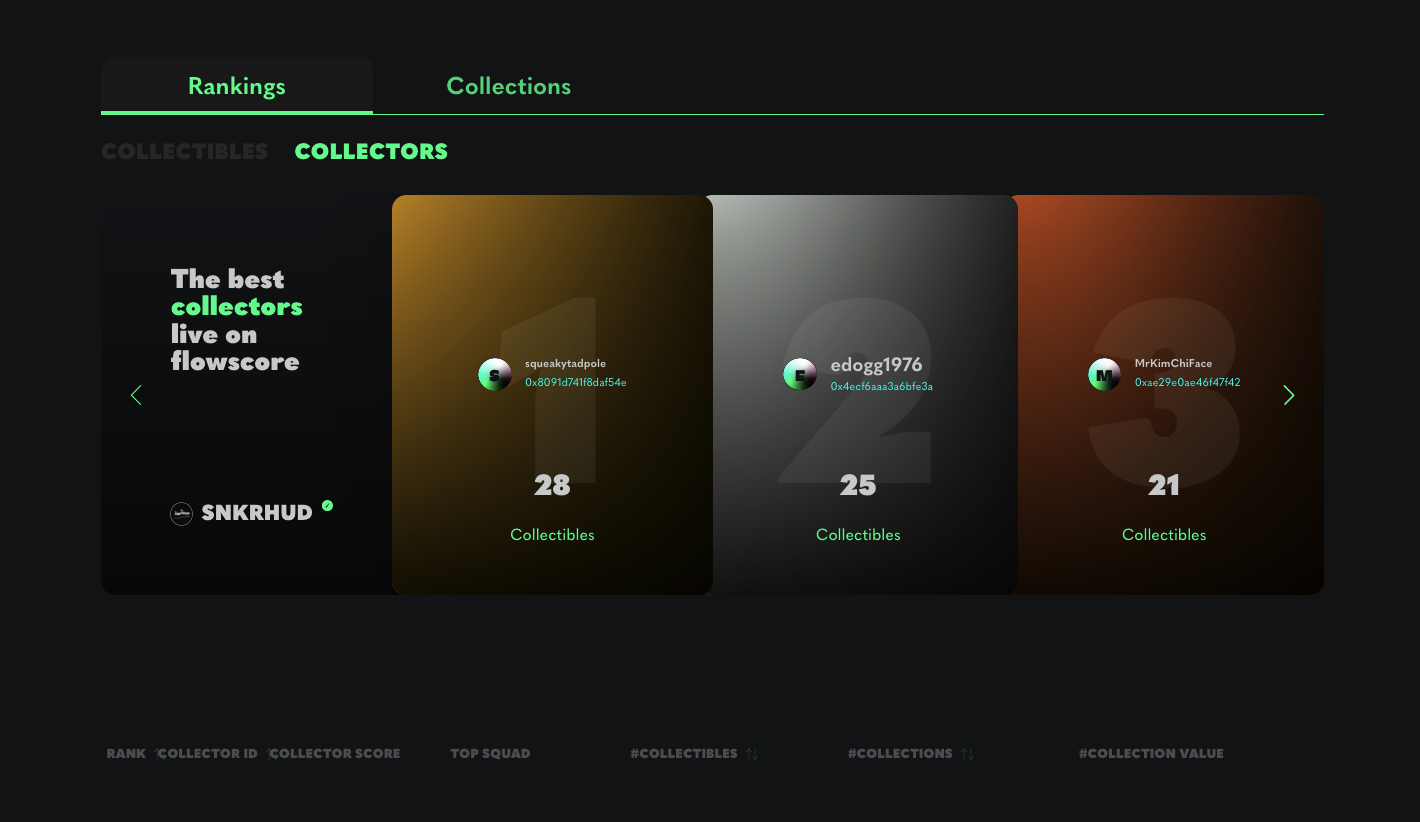 Rankings
Collections
COLLECTIBLES COLLECTORS
The best
collectors
live on
flowscore
SNKRHUD
1
S
squeakytadpole
0x8091d741f8daf54e
28
Collectibles
2
E
edogg1976
0x4ecf6aaa3a6bfe3a
25
Collectibles
3
M
MrKimChiFace
0xae29e0ae46f47f42
21
Collectibles
RANK COLLECTOR ID COLLECTOR SCORE TOP SQUAD #COLLECTIBLES #COLLECTIONS #COLLECTION VALUE